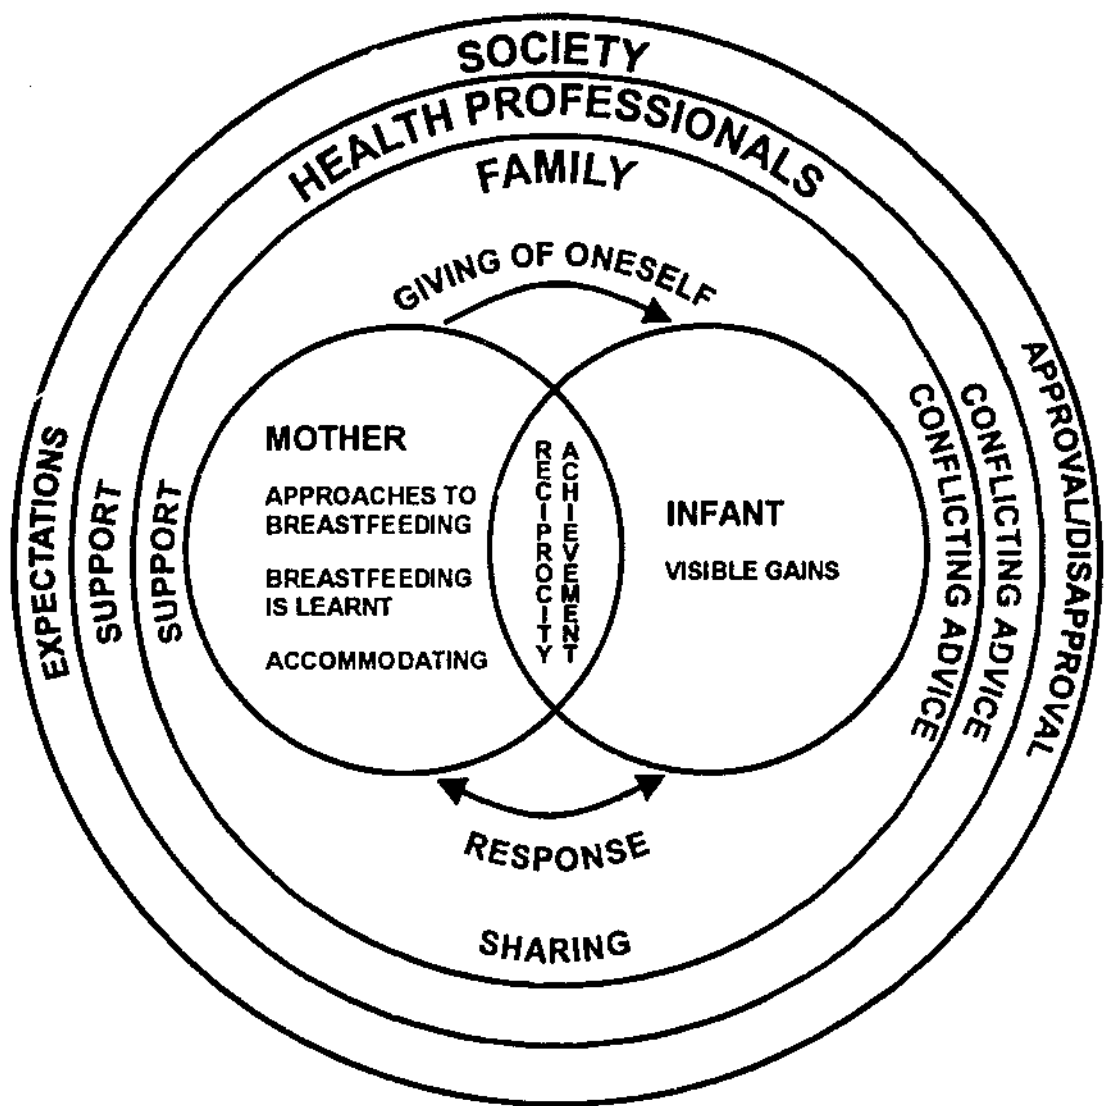 SOCIETY
HEALTH PROFESSIONALS
FAMILY
GIVING OF ONESELF
EXPECTATIONS
SUPPORT
SUPPORT
MOTHER
APPROACHES TO
BREASTFEEDING
BREASTFEEDING
IS LEARNT
ACCOMMODATING
RECIPROCITY
ACHIEVEMENT
INFANT
VISIBLE GAINS
CONFLICTING ADVICE
CONFLICTING ADVICE
APPROVAL/DISAPPROVAL
RESPONSE
SHARING